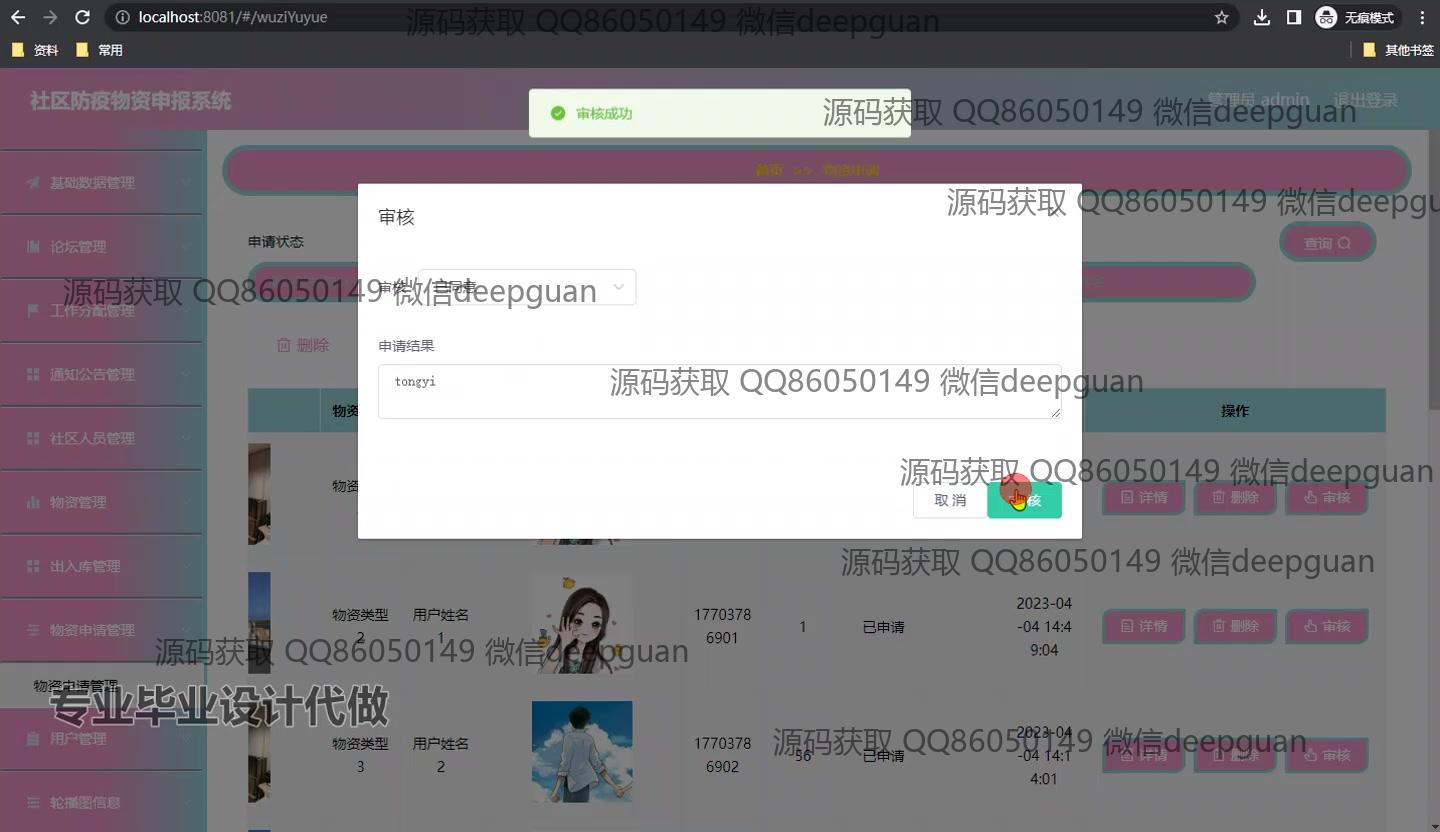 localhost:8081/#/wuziYuyue
无痕模式
资料
常用
其他书签
源码获取 QQ86050149 微信deepguan
社区防疫物资申报系统
管理员 admin
退出登录
审核成功
源码获取 QQ86050149 微信deepguan
首页 >> 物资申请
基础数据管理
审核
源码获取 QQ86050149 微信deepgu
论坛管理
申请状态
查询
源码获取 QQ86050149 微信deepguan
审核
已同意
工作分配管理
删除
申请结果
通知公告管理
tongyi
源码获取 QQ86050149 微信deepguan
物资
操作
社区人员管理
源码获取 QQ86050149 微信deepguan
物资
取消
核
详情
删除
审核
物资管理
出入库管理
源码获取 QQ86050149 微信deepguan
物资申请管理
物资类型
2
用户姓名
1
1770378
6901
1
已申请
2023-04
-04 14:4
9:04
详情
删除
审核
源码获取 QQ86050149 微信deepguan
物资申请管理
专业毕业设计代做
用户管理
物资类型
3
用户姓名
2
1770378
6902
56
已申请
2023-04
-04 14:1
4:01
详情
删除
审核
源码获取 QQ86050149 微信deepguan
轮播图信息